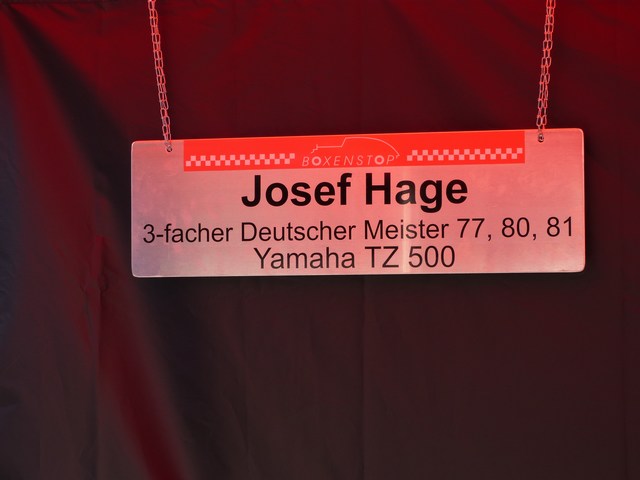 BOXENSTOP
Josef Hage
3-facher Deutscher Meister 77, 80, 81
Yamaha TZ 500